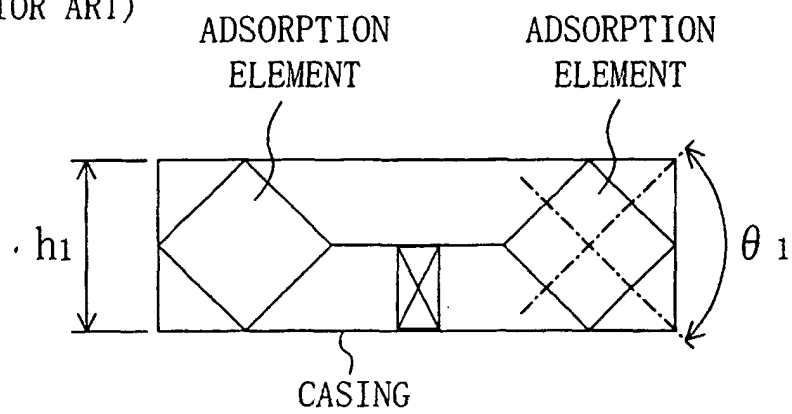 IOR ART)
ADSORPTION
ELEMENT
ADSORPTION
ELEMENT
h1
θ 1
CASING